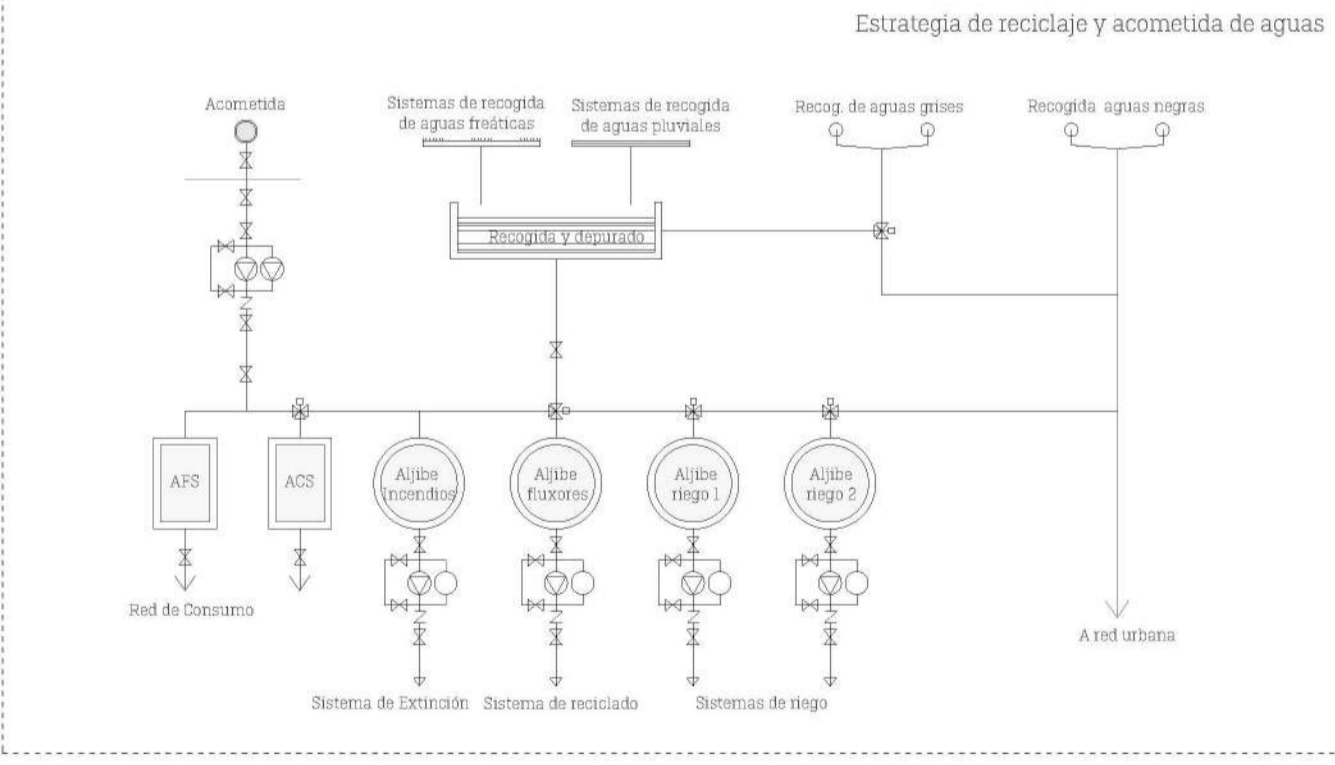 Estrategia de reciclaje y acometida de aguas
Acometida
Sistemas de recogida
de aguas freáticas
Sistemas de recogida
de aguas pluviales
Recog. de aguas grises
Recogida aguas negras
Recogida y depurado
AFS
ACS
Aljibe
Incendios
Aljibe
fluxores
Aljibe
riego 1
Aljibe
riego 2
Red de Consumo
A red urbana
Sistema de Extinción
Sistema de reciclado
Sistemas de riego